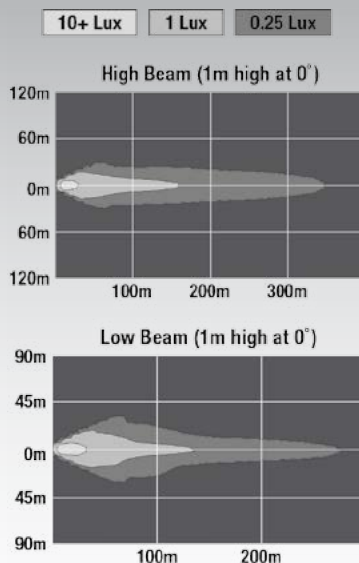 10+ Lux 1 Lux 0.25 Lux
High Beam (1m high at 0°)
120m
60m
0m
60m
120m
100m 200m 300m
Low Beam (1m high at 0°)
90m
45m
0m
45m
90m
100m 200m